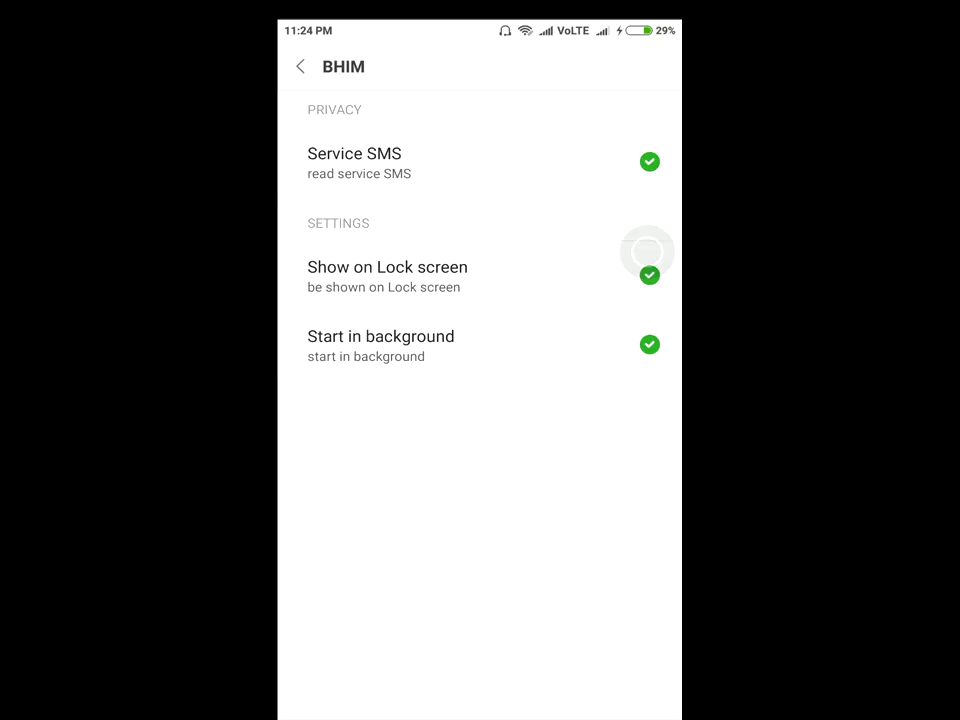 11:24 PM VoLTE 29%
BHIM
PRIVACY
Service SMS
read service SMS
SETTINGS
Show on Lock screen
be shown on Lock screen
Start in background
start in background